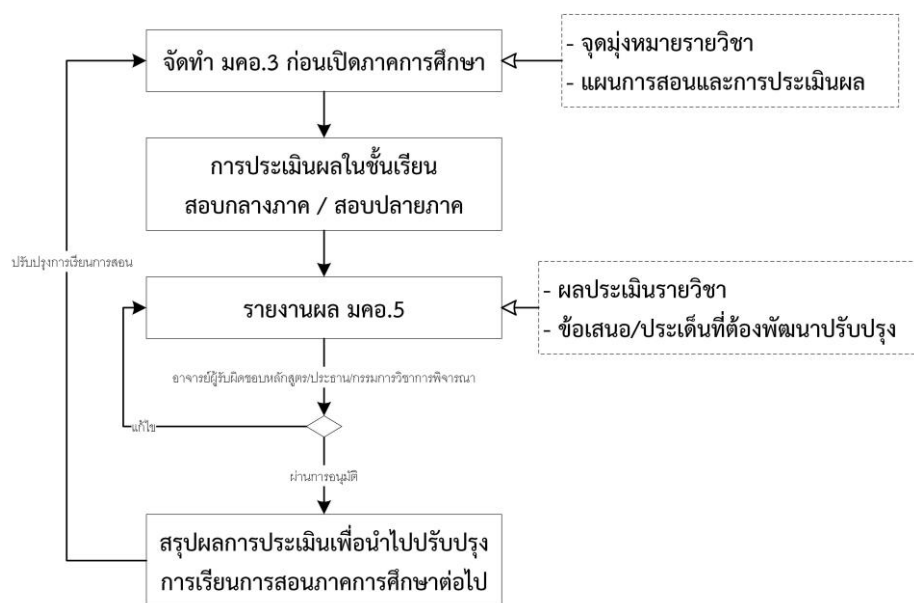 จัดทำ มคอ.3 ก่อนเปิดภาคการศึกษา
- จุดมุ่งหมายรายวิชา
- แผนการสอนและการประเมินผล
การประเมินผลในชั้นเรียน
สอบกลางภาค / สอบปลายภาค
ปรับปรุงการเรียนการสอน
รายงานผล มคอ.5
- ผลประเมินรายวิชา
- ข้อเสนอ/ประเด็นที่ต้องพัฒนาปรับปรุง
อาจารย์ผู้รับผิดชอบหลักสูตร/ประธาน/กรรมการวิชาการพิจารณา
แก้ไข
ผ่านการอนุมัติ
สรุปผลการประเมินเพื่อนำไปปรับปรุง
การเรียนการสอนภาคการศึกษาต่อไป